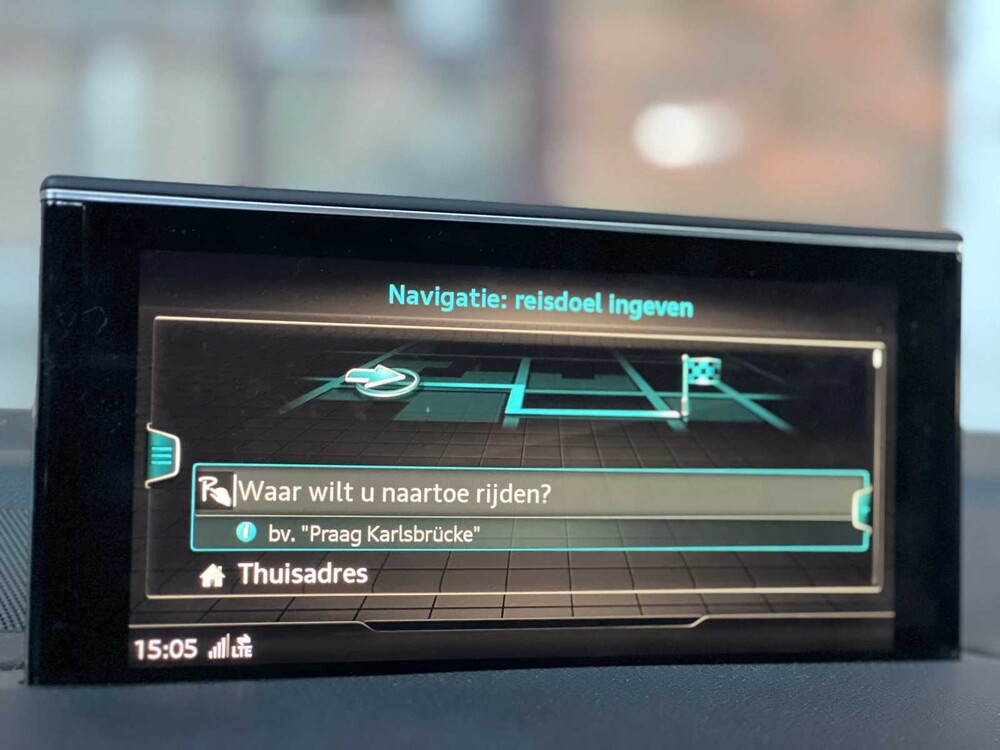 Navigatie: reisdoel ingeven
Waar wilt u naartoe rijden?
bv. "Praag Karlsbrücke"
Thuisadres
15:05 LTE